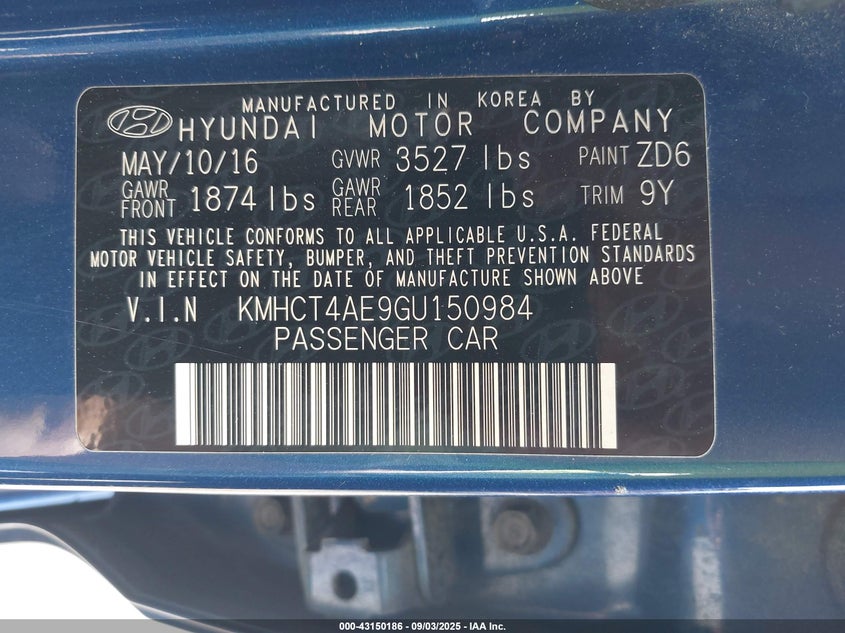 MANUFACTURED IN KOREA BY
HYUNDAI MOTOR COMPANY
MAY/10/16 GVWR 3527 lbs PAINT ZD6
GAWR FRONT 1874 lbs GAWR REAR 1852 lbs TRIM 9Y
THIS VEHICLE CONFORMS TO ALL APPLICABLE U.S.A. FEDERAL
MOTOR VEHICLE SAFETY, BUMPER, AND THEFT PREVENTION STANDARDS
IN EFFECT ON THE DATE OF MANUFACTURE SHOWN ABOVE
V.I.N KMHCT4AE9GU150984
PASSENGER CAR
000-43150186 - 09/03/2025 - IAA Inc.